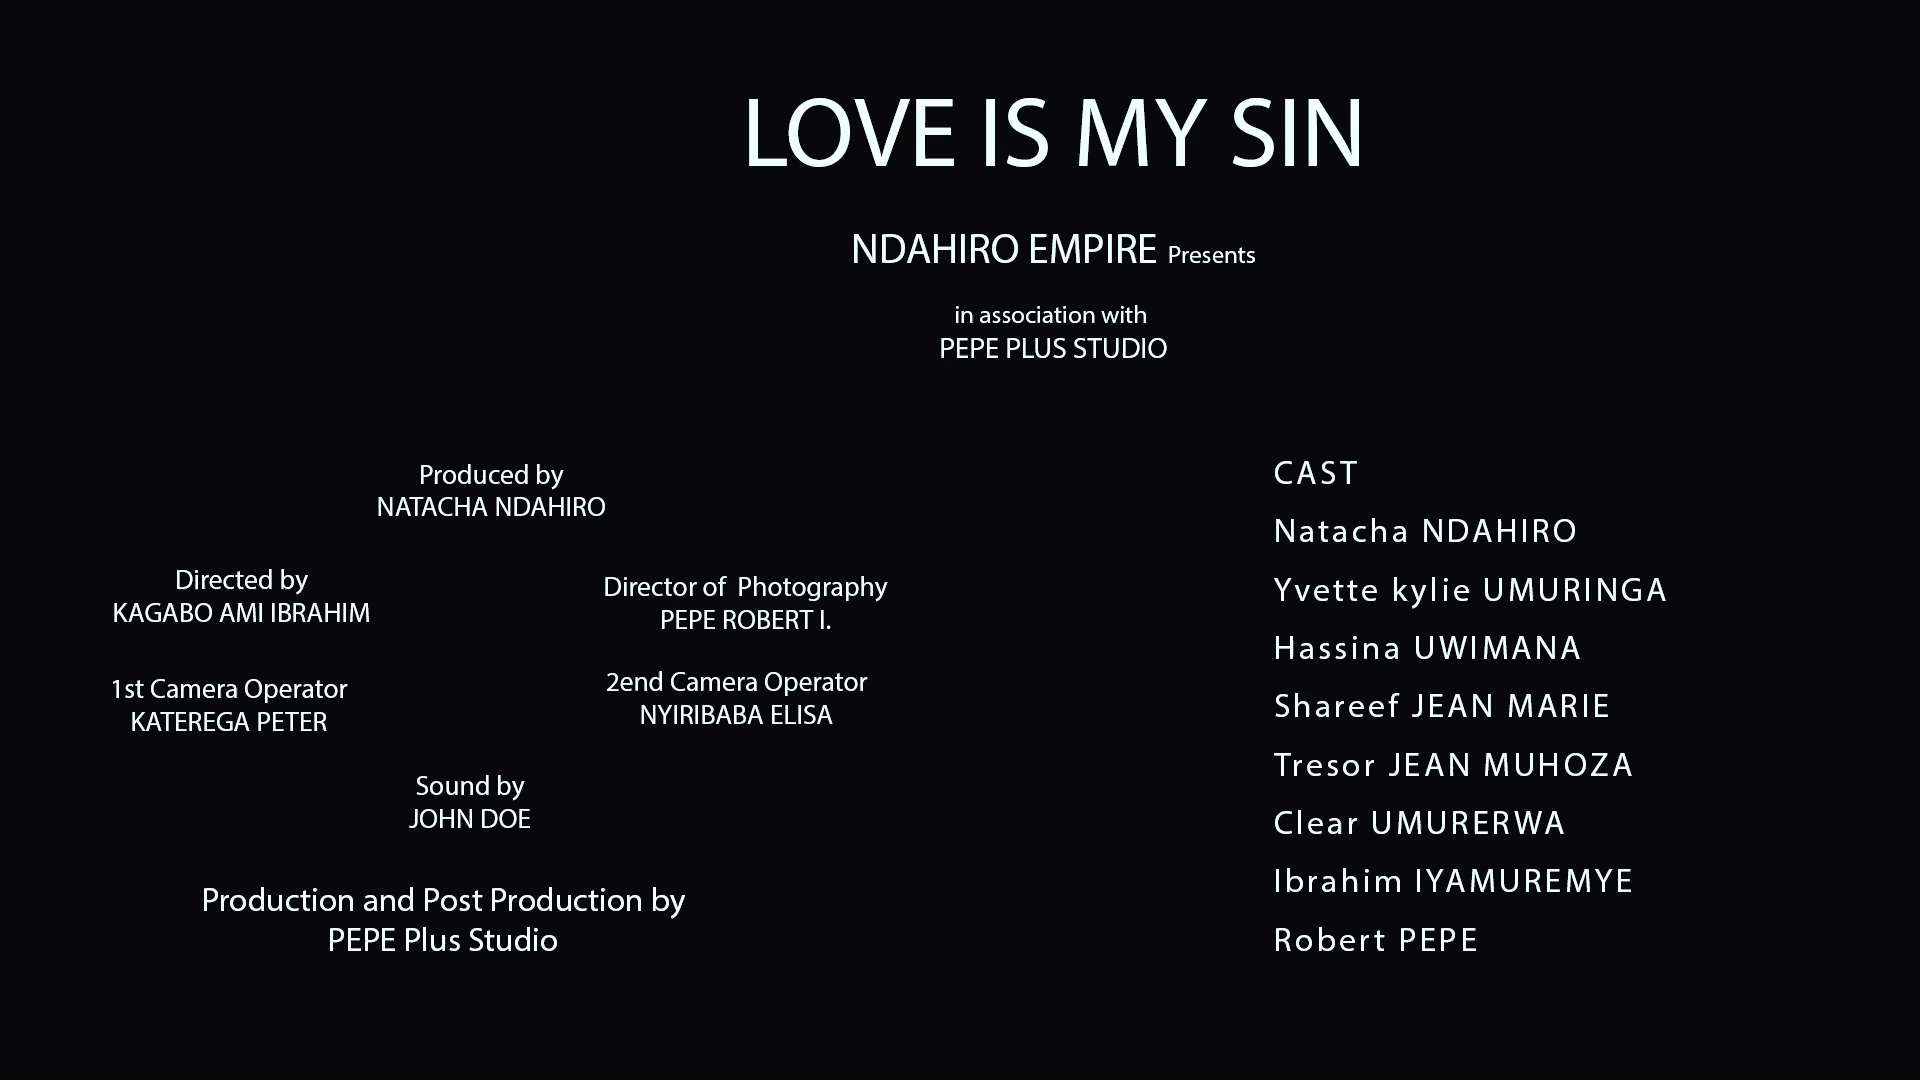 LOVE IS MY SIN
NDAHIRO EMPIRE Presents
in association with
PEPE PLUS STUDIO
Produced by
NATACHA NDAHIRO
Directed by
KAGABO AMI IBRAHIM
Director of  Photography
PEPE ROBERT I.
1st Camera Operator
KATEREGA PETER
2end Camera Operator
NYIRIBABA ELISA
Sound by
JOHN DOE
Production and Post Production by
PEPE Plus Studio
CAST
Natacha NDAHIRO
Yvette kylie UMURINGA
Hassina UWIMANA
Shareef JEAN MARIE
Tresor JEAN MUHOZA
Clear UMURERWA
Ibrahim IYAMUREMYE
Robert PEPE